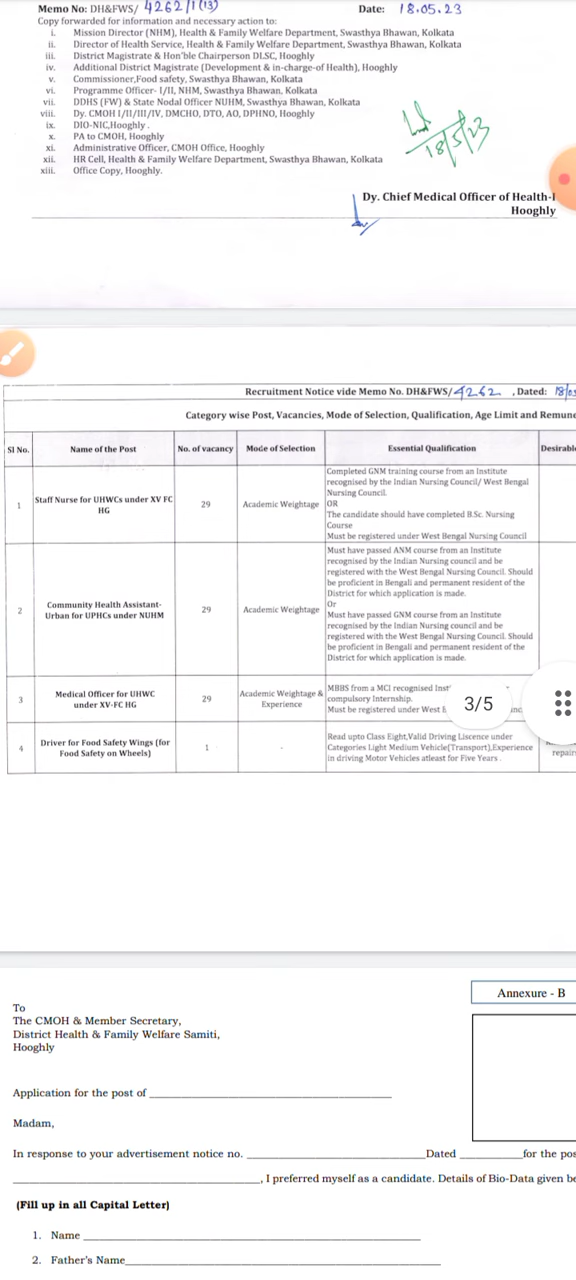 Memo No: DH&FWS/ 4262/1(13) Date: 18.05.23
Copy forwarded for information and necessary action to:
i. Mission Director (NHM), Health & Family Welfare Department, Swasthya Bhawan, Kolkata
ii. Director of Health Service, Health & Family Welfare Department, Swasthya Bhawan, Kolkata
iii. District Magistrate & Hon'ble Chairperson DLSC, Hooghly
iv. Additional District Magistrate (Development & in-charge-of Health), Hooghly
v. Commissioner,Food safety, Swasthya Bhawan, Kolkata
vi. Programme Officer- I/II, NHM, Swasthya Bhawan, Kolkata
vii. DDHS (FW) & State Nodal Officer NUHM, Swasthya Bhawan, Kolkata
viii. Dy. CMOH I/II/III/IV, DMCHO, DTO, AO, DPHNO, Hooghly
ix. DIO-NIC,Hooghly .
x. PA to CMOH, Hooghly
xi. Administrative Officer, CMOH Office, Hooghly
xii. HR Cell, Health & Family Welfare Department, Swasthya Bhawan, Kolkata
xiii. Office Copy, Hooghly.
18/5/23
Dy. Chief Medical Officer of Health-I
Hooghly
Recruitment Notice vide Memo No. DH&FWS/4262 , Dated: 18/05
Category wise Post, Vacancies, Mode of Selection, Qualification, Age Limit and Remune
Sl No. Name of the Post No. of vacancy Mode of Selection Essential Qualification Desirable
1 Staff Nurse for UHWCs under XV FC
HG
29 Academic Weightage
Completed GNM training course from an Institute
recognised by the Indian Nursing Council/ West Bengal
Nursing Council.
OR
The candidate should have completed B.Sc. Nursing
Course
Must be registered under West Bengal Nursing Council
2 Community Health Assistant-
Urban for UPHCs under NUHM
29 Academic Weightage
Must have passed ANM course from an Institute
recognised by the Indian Nursing council and be
registered with the West Bengal Nursing Council. Should
be proficient in Bengali and permanent resident of the
District for which application is made.
Or
Must have passed GNM course from an Institute
recognised by the Indian Nursing council and be
registered with the West Bengal Nursing Council. Should
be proficient in Bengali and permanent resident of the
District for which application is made.
3 Medical Officer for UHWC
under XV-FC HG
29 Academic Weightage &
Experience
MBBS from a MCI recognised Inst
compulsory Internship.
Must be registered under West B
3/5
4 Driver for Food Safety Wings (for
Food Safety on Wheels)
1 -
Read upto Class Eight,Valid Driving Liscence under
Categories Light Medium Vehicle(Transport),Experience
in driving Motor Vehicles atleast for Five Years .
repair
Annexure - B
To
The CMOH & Member Secretary,
District Health & Family Welfare Samiti,
Hooghly
Application for the post of
Madam,
In response to your advertisement notice no. Dated for the pos
, I preferred myself as a candidate. Details of Bio-Data given be
(Fill up in all Capital Letter)
1. Name
2. Father's Name